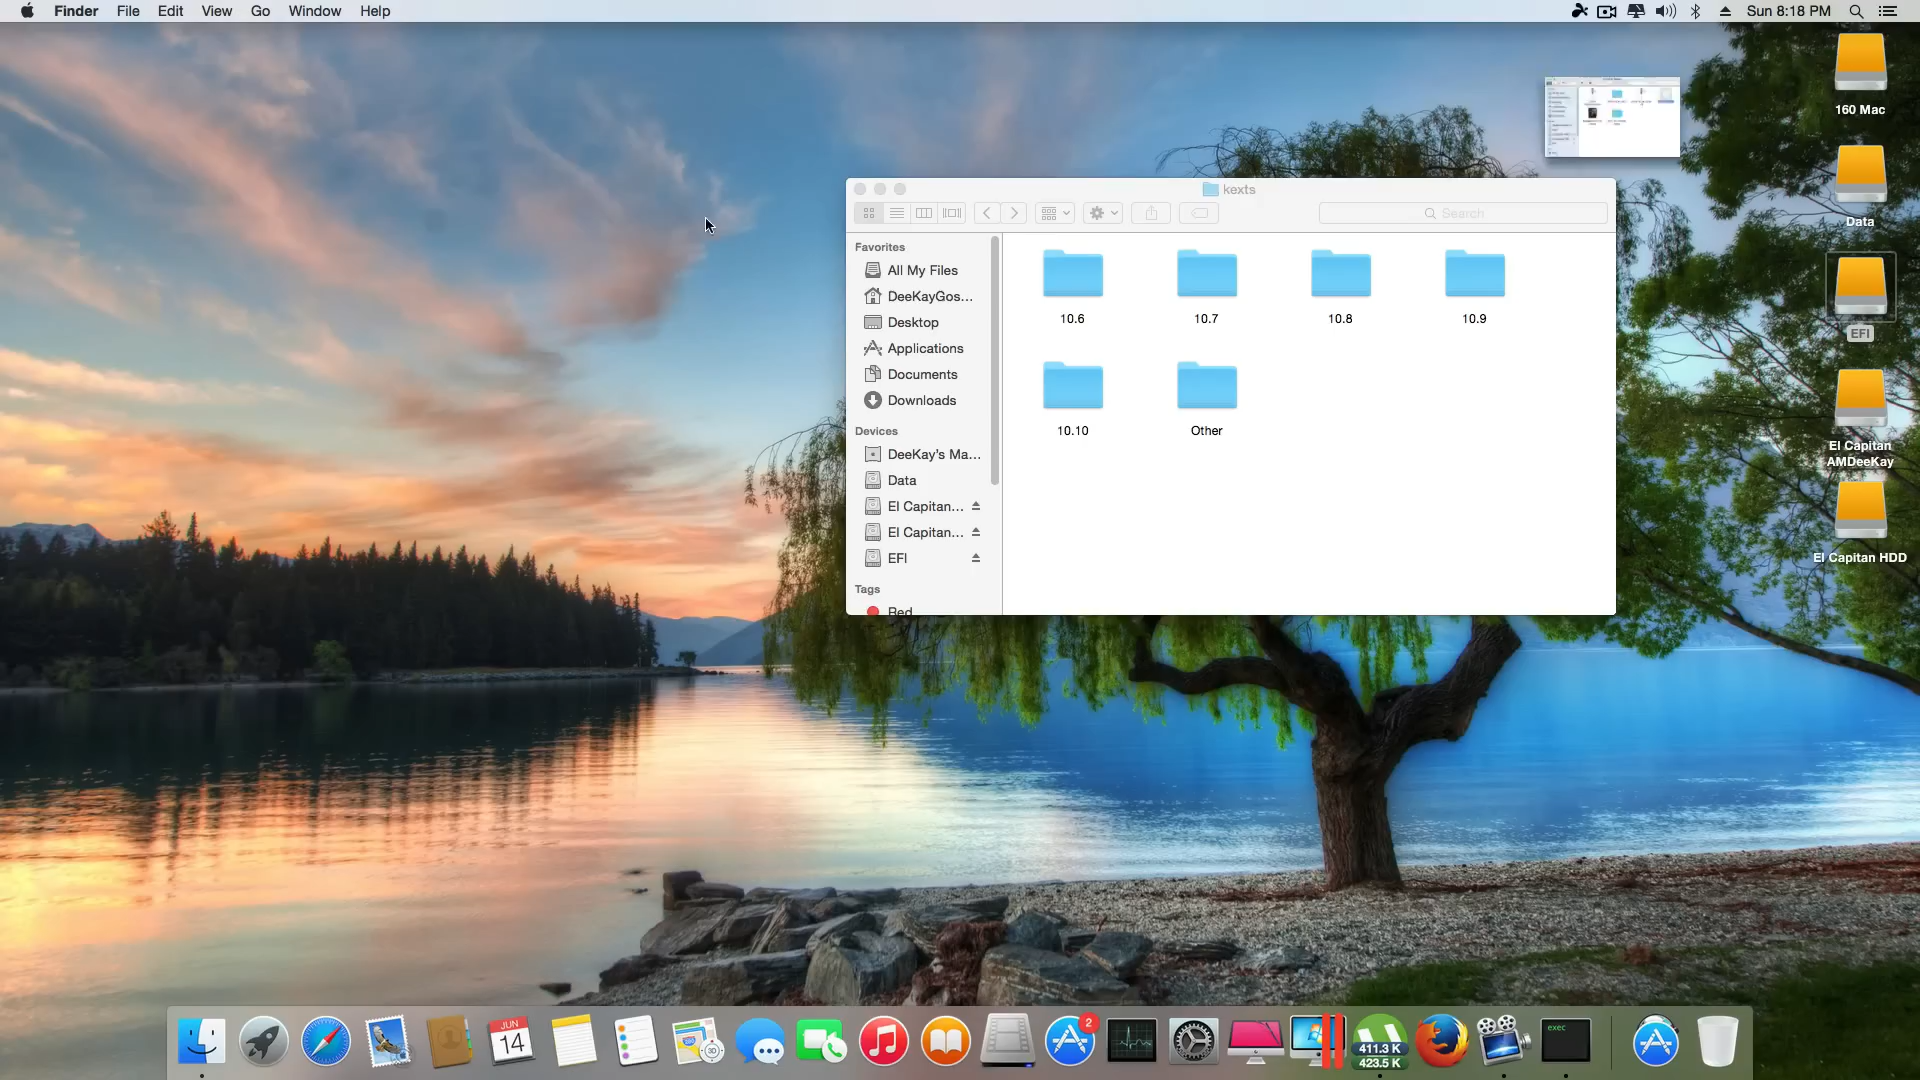 Finder File Edit View Go Window Help
Sun 8:18 PM
160 Mac
Data
EFI
El Capitan
AMDeeKay
El Capitan HDD
kexts
Search
Favorites
All My Files
DeeKayGos...
Desktop
Applications
Documents
Downloads
Devices
DeeKay's Ma...
Data
El Capitan...
El Capitan...
EFI
Tags
Red
10.6 10.7 10.8 10.9
10.10 Other
JUN
14
3D
2
411.3 K
423.5 K
exec